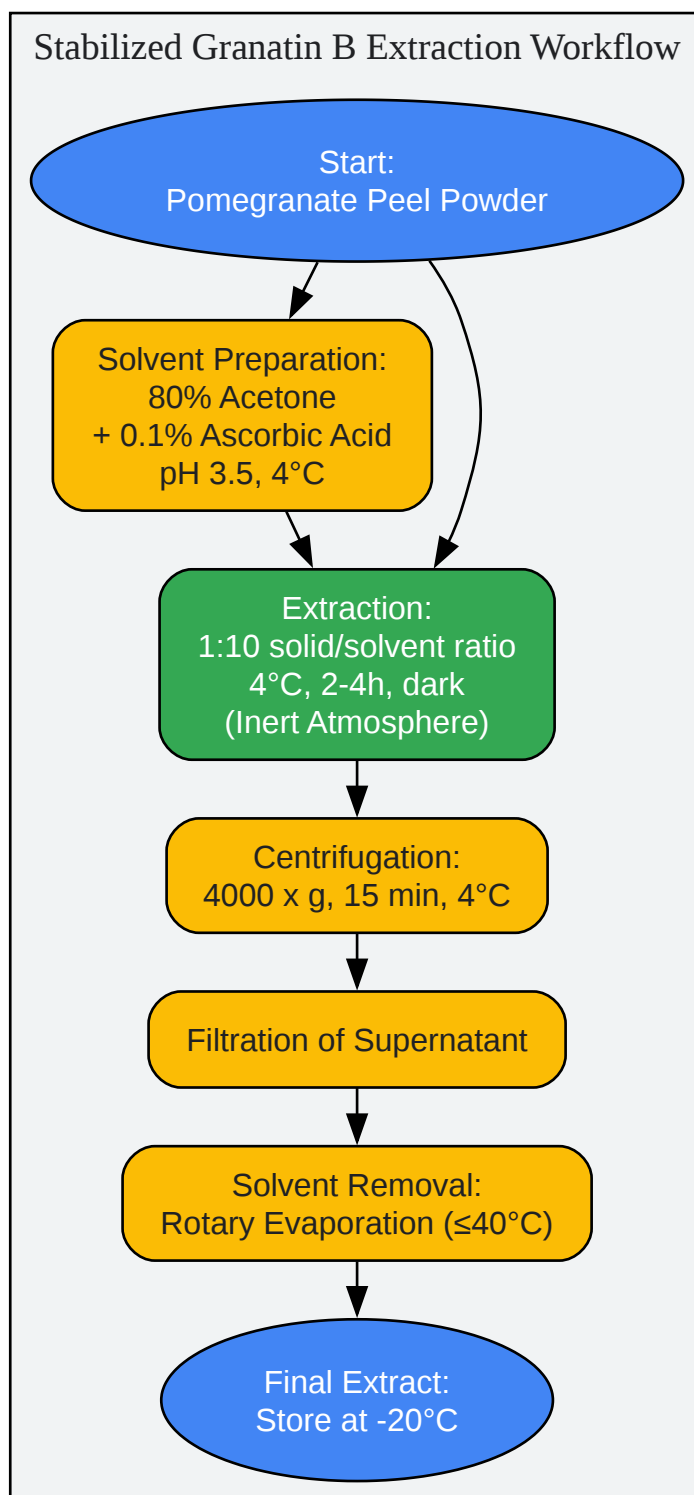 Stabilized Granatin B Extraction Workflow
Start:
Pomegranate Peel Powder
Solvent Preparation:
80% Acetone
+ 0.1% Ascorbic Acid
pH 3.5, 4°C
Extraction:
1:10 solid/solvent ratio
4°C, 2-4h, dark
(Inert Atmosphere)
Centrifugation:
4000 x g, 15 min, 4°C
Filtration of Supernatant
Solvent Removal:
Rotary Evaporation (≤40°C)
Final Extract:
Store at -20°C